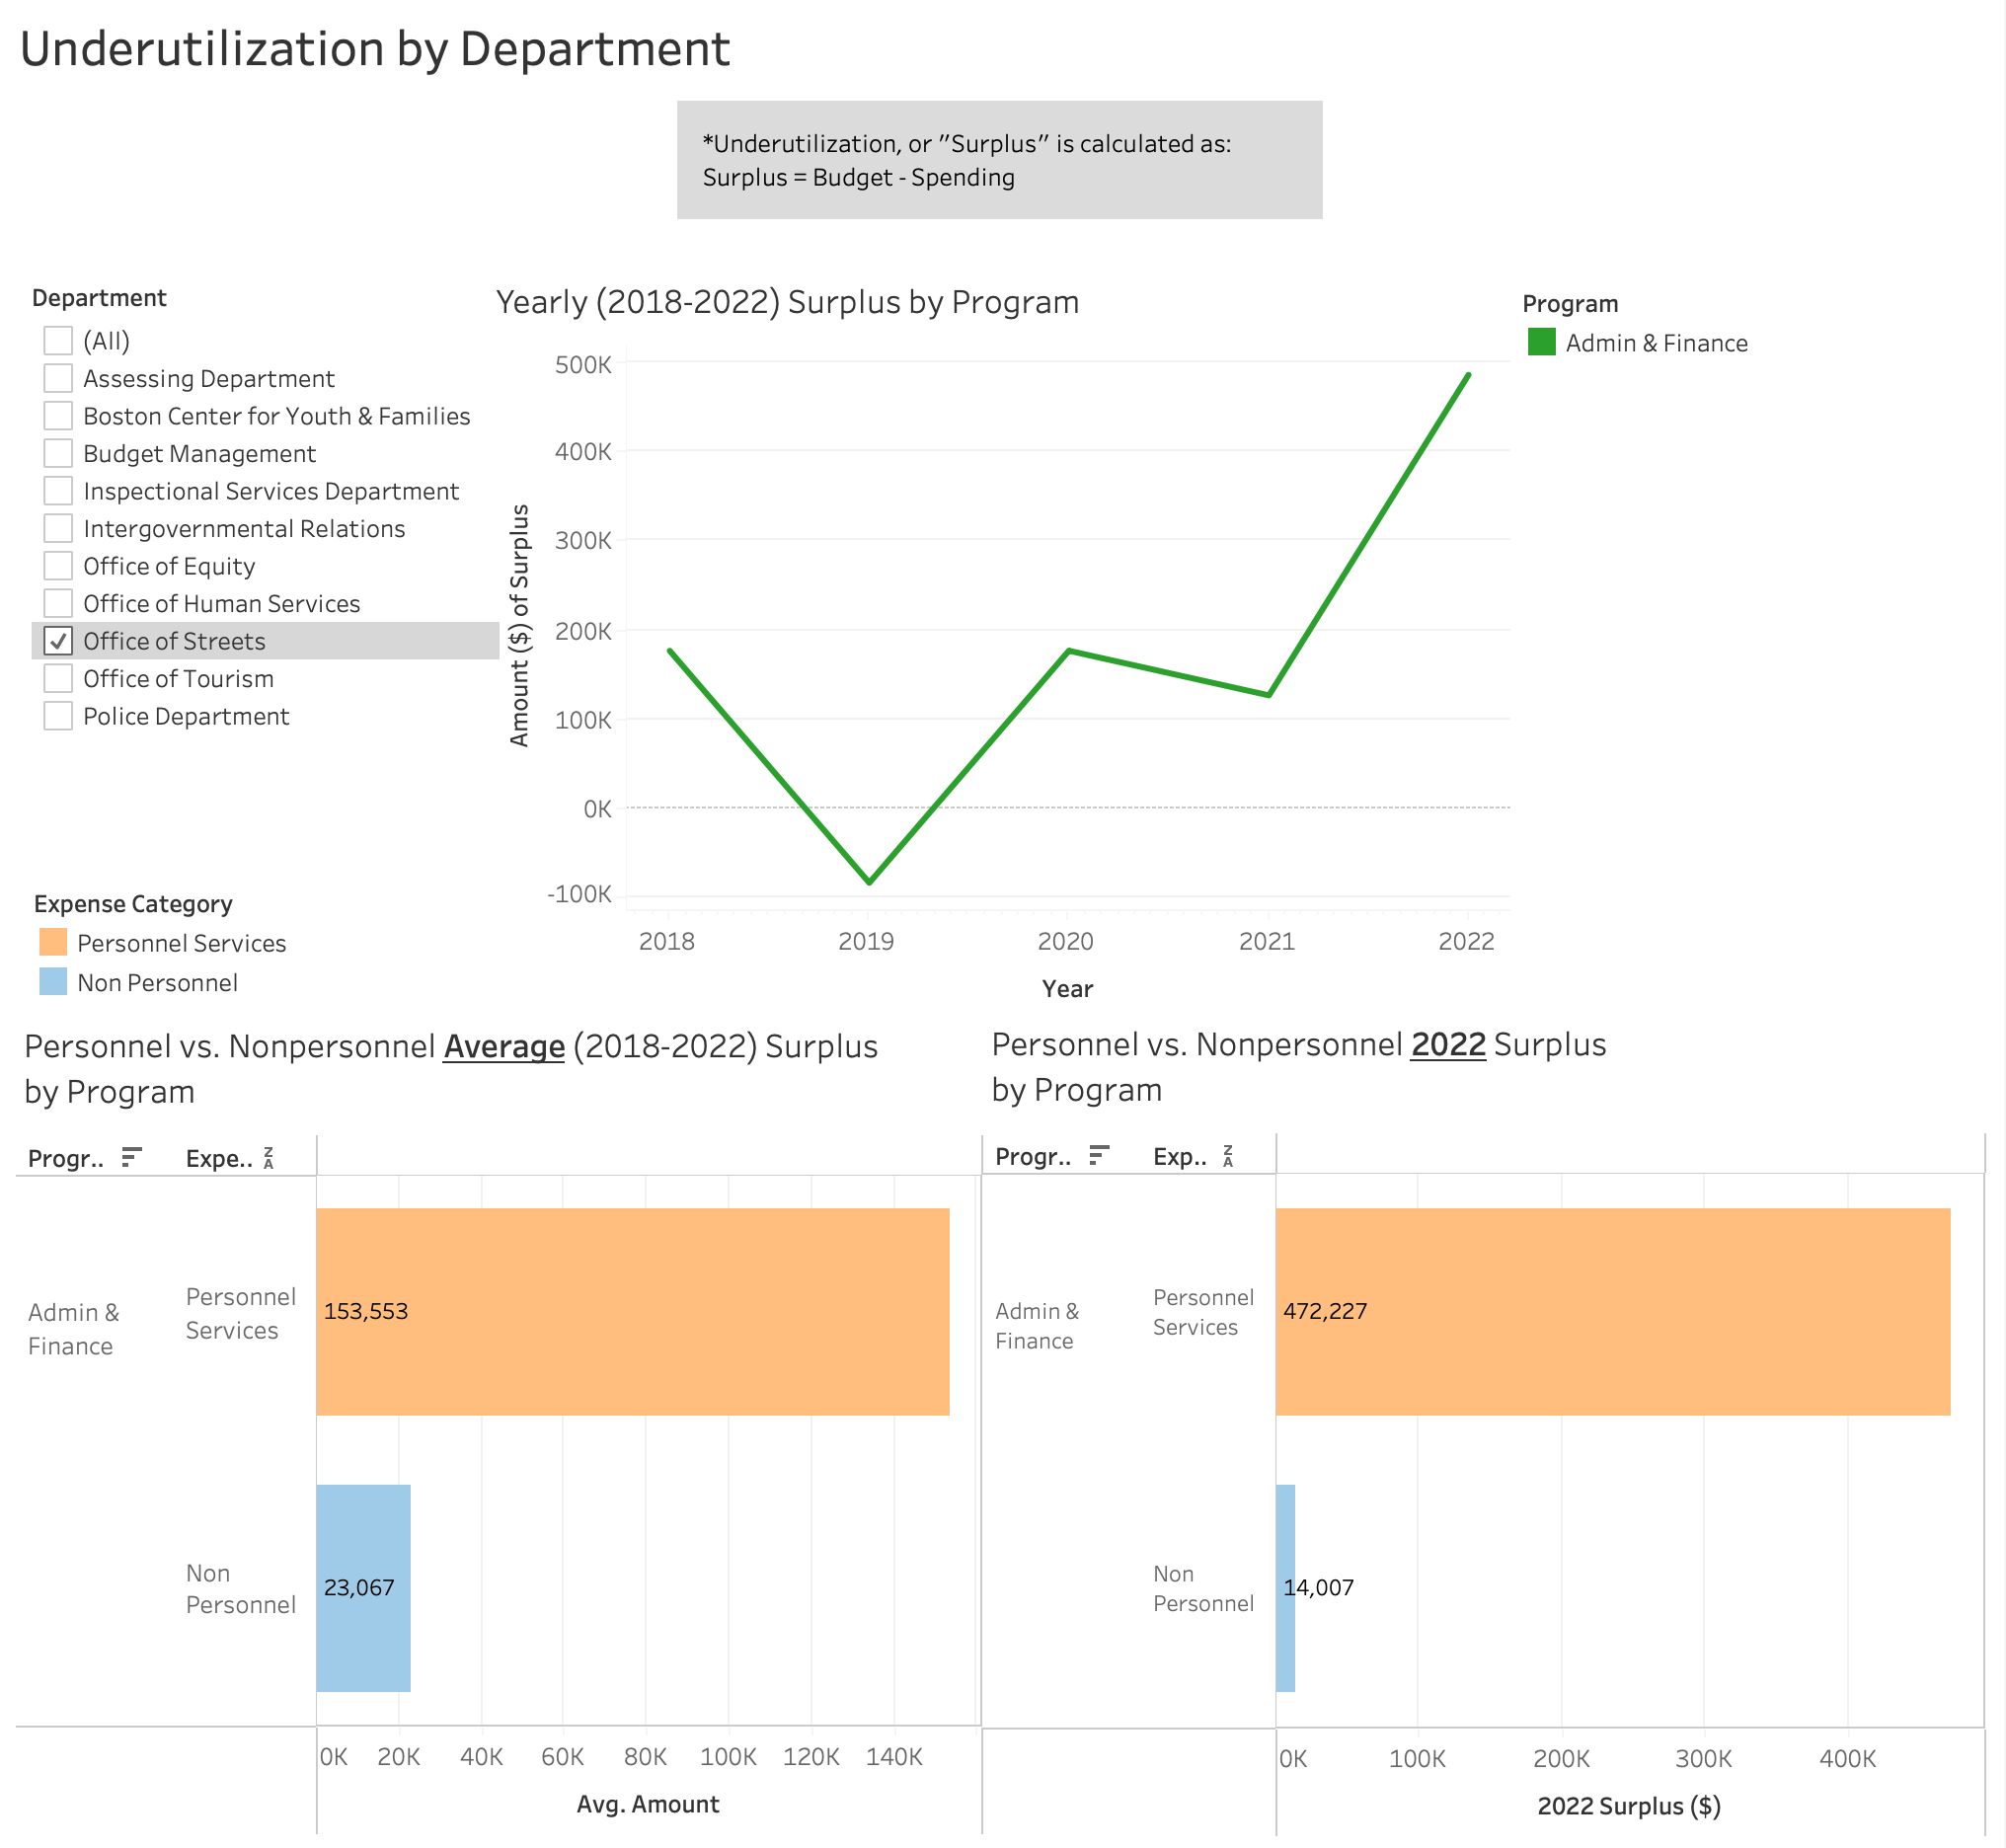 Underutilization by Department
*Underutilization, or "Surplus" is calculated as:
Surplus = Budget - Spending
Department
(All)
Assessing Department
Boston Center for Youth & Families
Budget Management
Inspectional Services Department
Intergovernmental Relations
Office of Equity
Office of Human Services
Office of Streets
Office of Tourism
Police Department
Yearly (2018-2022) Surplus by Program
Amount ($) of Surplus
500K
400K
300K
200K
100K
0K
-100K
2018 2019 2020 2021 2022
Year
Program
Admin & Finance
Expense Category
Personnel Services
Non Personnel
Personnel vs. Nonpersonnel Average (2018-2022) Surplus
by Program
Progr.. Expe.. Z
A
Admin &
Finance
Personnel
Services
153,553
Non
Personnel
23,067
0K 20K 40K 60K 80K 100K 120K 140K
Avg. Amount
Personnel vs. Nonpersonnel 2022 Surplus
by Program
Progr.. Exp.. Z
A
Admin &
Finance
Personnel
Services
472,227
Non
Personnel
14,007
0K 100K 200K 300K 400K
2022 Surplus ($)